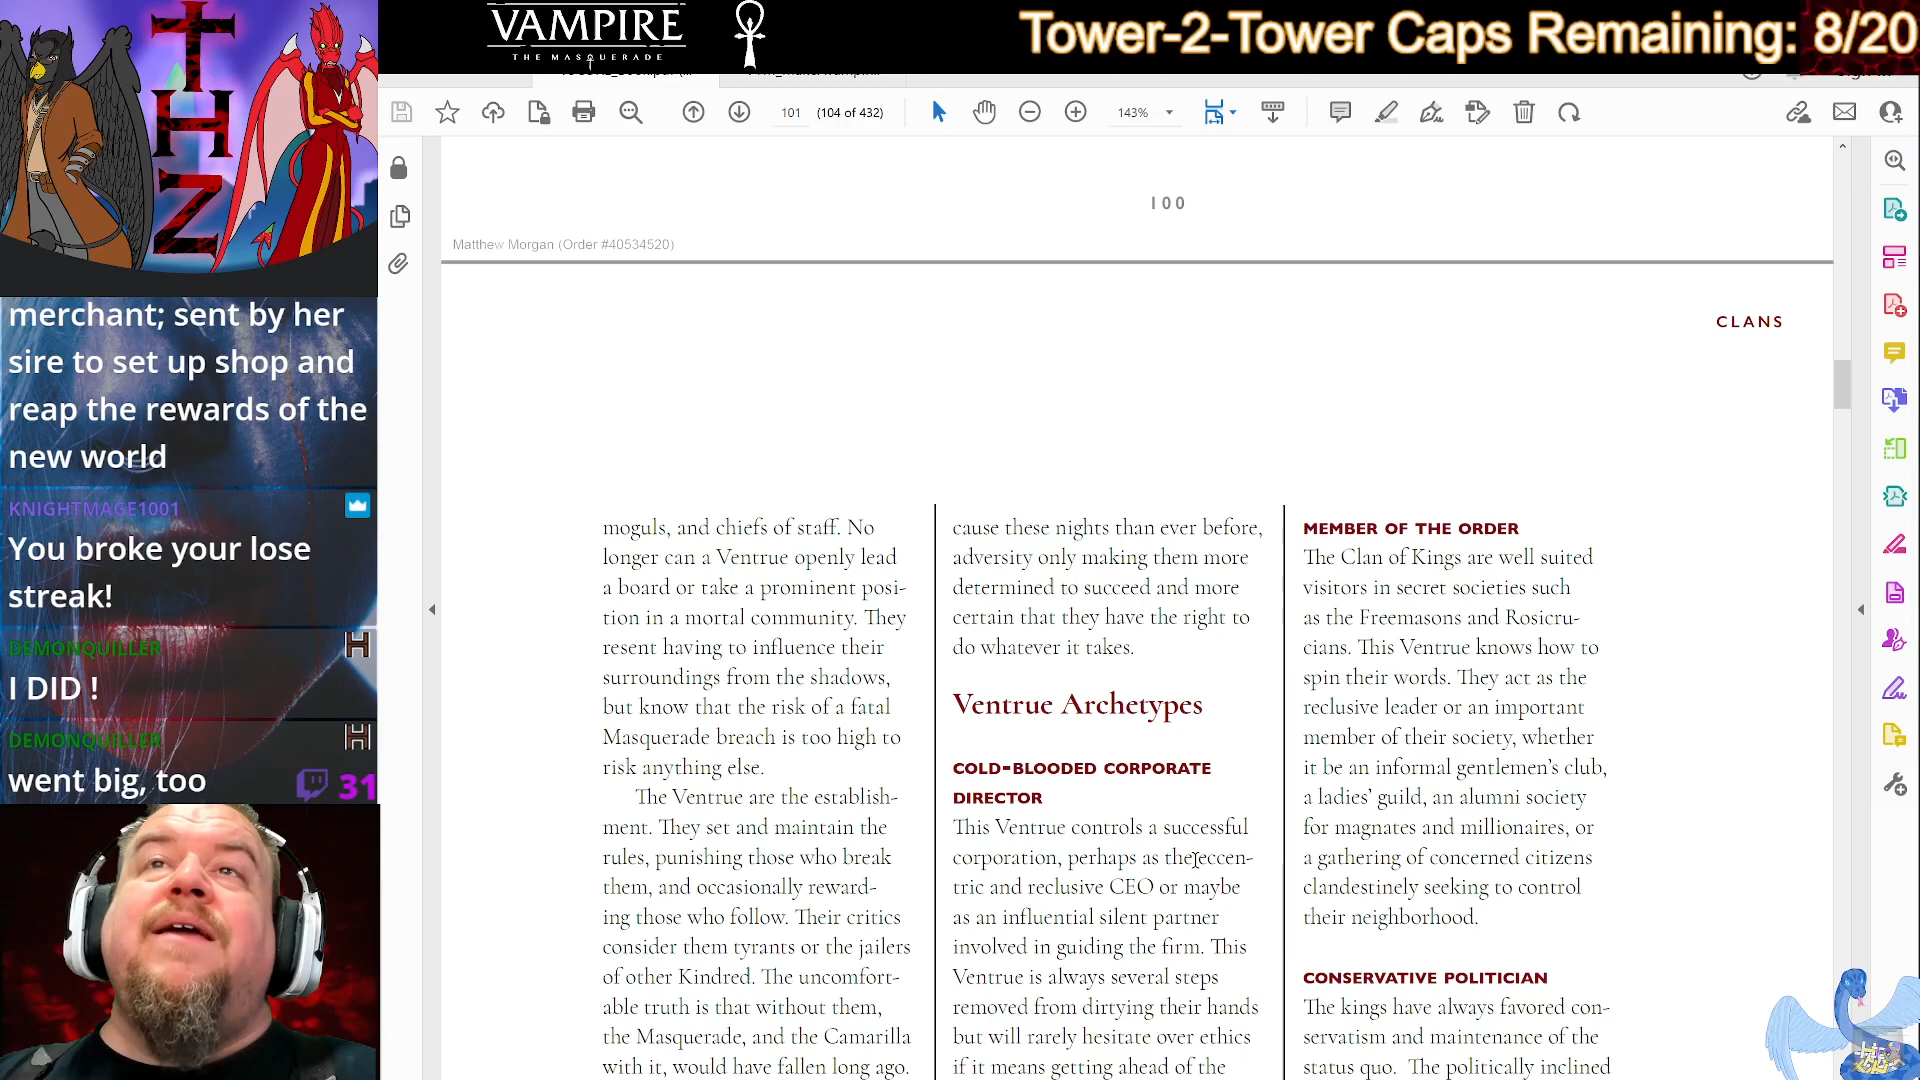 THZ
VAMPIRE
THE MASQUERADE
Tower-2-Tower Caps Remaining: 8/20
101
(104 of 432)
143%
100
Matthew Morgan (Order #40534520)
CLANS
merchant; sent by her
sire to set up shop and
reap the rewards of the
new world
KNIGHTMAGE1001
You broke your lose
streak!
DEMONQUILLER
I DID !
DEMONQUILLER
went big, too
31
moguls, and chiefs of staff. No
longer can a Ventrue openly lead
a board or take a prominent posi-
tion in a mortal community. They
resent having to influence their
surroundings from the shadows,
but know that the risk of a fatal
Masquerade breach is too high to
risk anything else.
The Ventrue are the establish-
ment. They set and maintain the
rules, punishing those who break
them, and occasionally reward-
ing those who follow. Their critics
consider them tyrants or the jailers
of other Kindred. The uncomfort-
able truth is that without them,
the Masquerade, and the Camarilla
with it, would have fallen long ago.
cause these nights than ever before,
adversity only making them more
determined to succeed and more
certain that they have the right to
do whatever it takes.
Ventrue Archetypes
COLD-BLOODED CORPORATE
DIRECTOR
This Ventrue controls a successful
corporation, perhaps as the eccen-
tric and reclusive CEO or maybe
as an influential silent partner
involved in guiding the firm. This
Ventrue is always several steps
removed from dirtying their hands
but will rarely hesitate over ethics
if it means getting ahead of the
MEMBER OF THE ORDER
The Clan of Kings are well suited
visitors in secret societies such
as the Freemasons and Rosicru-
cians. This Ventrue knows how to
spin their words. They act as the
reclusive leader or an important
member of their society, whether
it be an informal gentlemen's club,
a ladies' guild, an alumni society
for magnates and millionaires, or
a gathering of concerned citizens
clandestinely seeking to control
their neighborhood.
CONSERVATIVE POLITICIAN
The kings have always favored con-
servatism and maintenance of the
status quo. The politically inclined